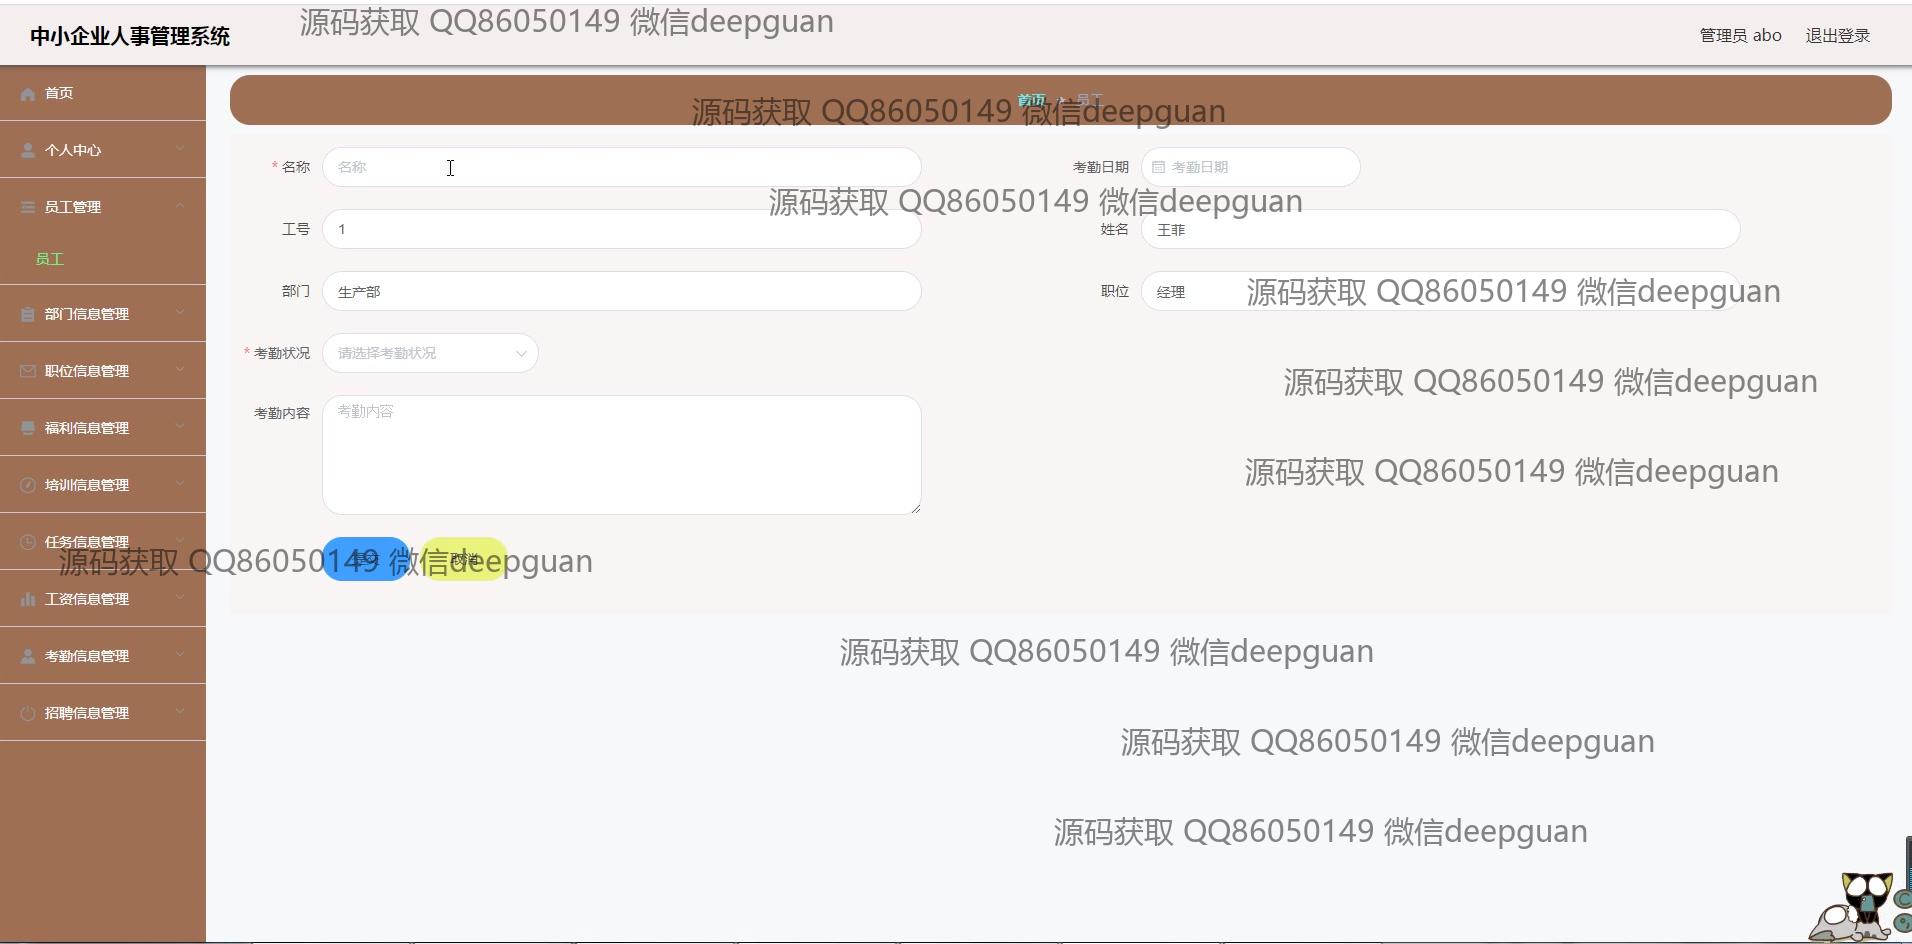 中小企业人事管理系统
源码获取 QQ86050149 微信deepguan
管理员 abo
退出登录
首页
个人中心
员工管理
员工
部门信息管理
职位信息管理
福利信息管理
培训信息管理
任务信息管理
工资信息管理
考勤信息管理
招聘信息管理
首页 员工
源码获取 QQ86050149 微信deepguan
* 名称 名称
考勤日期 考勤日期
源码获取 QQ86050149 微信deepguan
工号 1
姓名 王菲
部门 生产部
职位 经理
源码获取 QQ86050149 微信deepguan
* 考勤状况 请选择考勤状况
源码获取 QQ86050149 微信deepguan
考勤内容 考勤内容
源码获取 QQ86050149 微信deepguan
取消
源码获取 QQ86050149 微信deepguan
源码获取 QQ86050149 微信deepguan
源码获取 QQ86050149 微信deepguan
源码获取 QQ86050149 微信deepguan